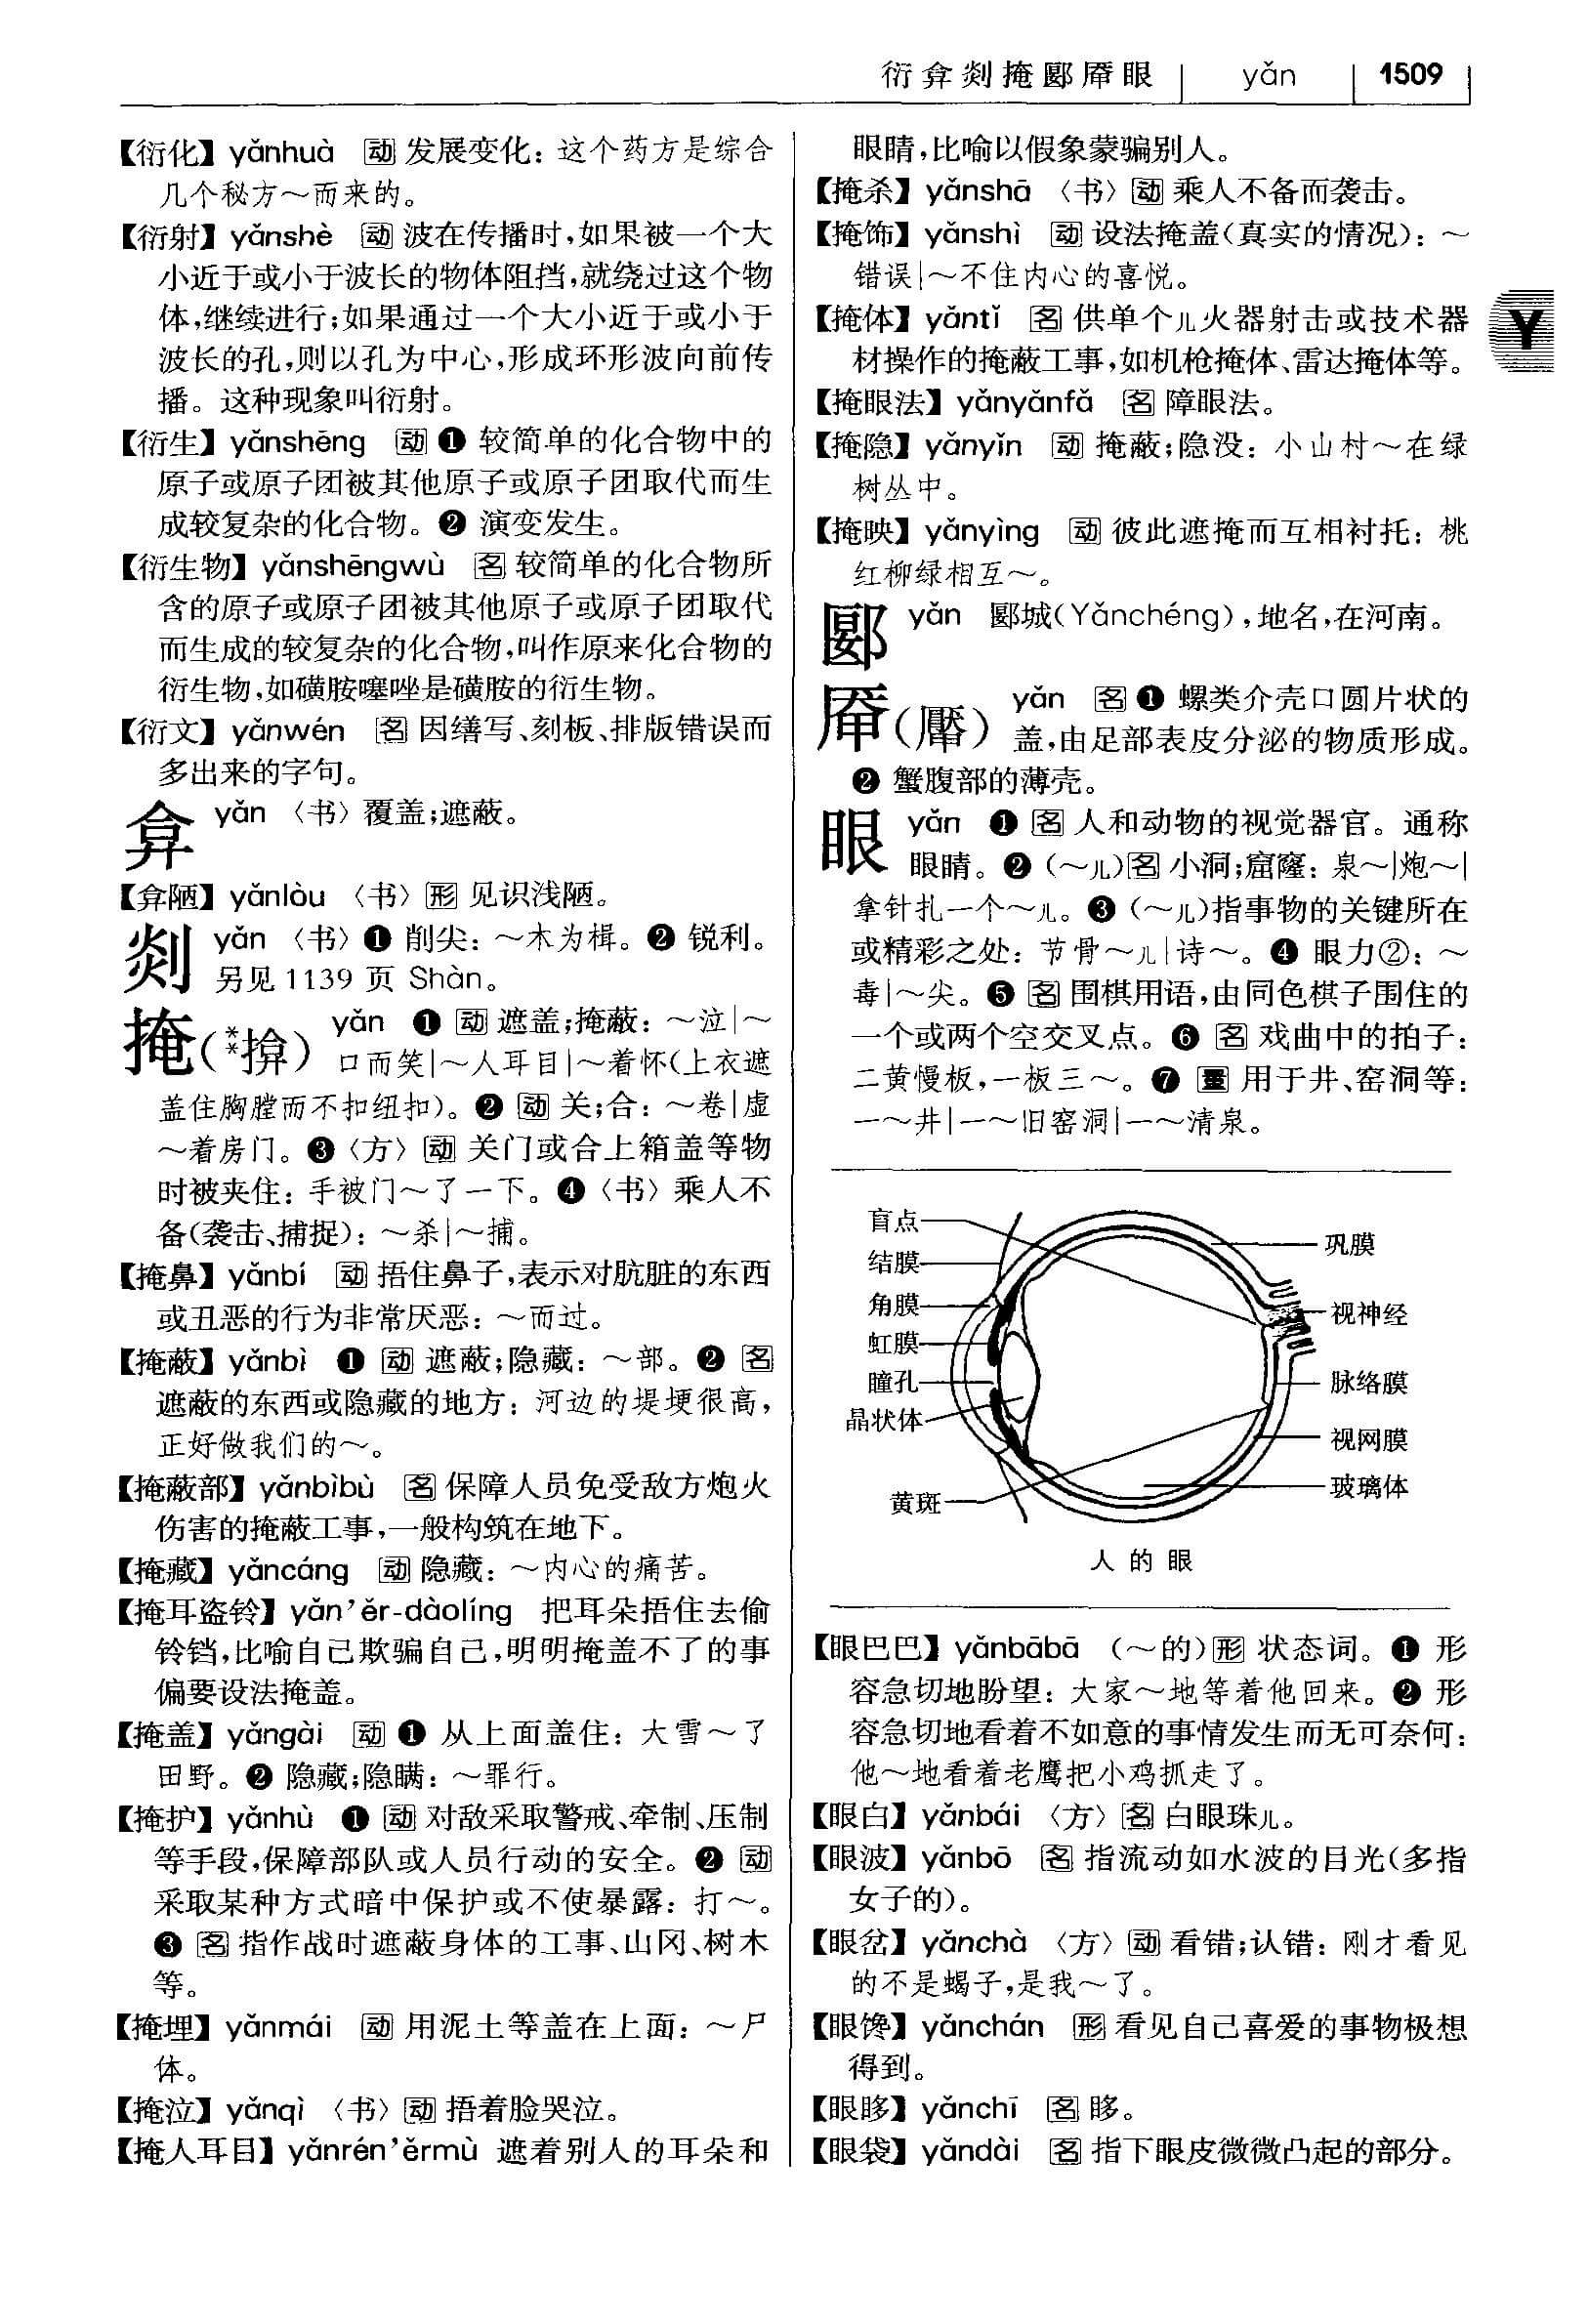 衍弇剡掩郾厣眼 yǎn 1509
【衍化】 yǎnhuà 动 发展变化：这个药方是综合
几个秘方～而来的。
【衍射】 yǎnshè 动 波在传播时，如果被一个大
小近于或小于波长的物体阻挡，就绕过这个物
体，继续进行；如果通过一个大小近于或小于
波长的孔，则以孔为中心，形成环形波向前传
播。这种现象叫衍射。
【衍生】 yǎnshēng 动 ❶ 较简单的化合物中的
原子或原子团被其他原子或原子团取代而生
成较复杂的化合物。❷ 演变发生。
【衍生物】 yǎnshēngwù 名 较简单的化合物所
含的原子或原子团被其他原子或原子团取代
而生成的较复杂的化合物，叫作原来化合物的
衍生物，如磺胺噻唑是磺胺的衍生物。
【衍文】 yǎnwén 名 因缮写、刻板、排版错误而
多出来的字句。
弇 yǎn 〈书〉覆盖；遮蔽。
【弇陋】 yǎnlòu 〈书〉形 见识浅陋。
剡 yǎn 〈书〉❶ 削尖：～木为楫。❷ 锐利。
另见1139 页 Shàn。
掩（**揜） yǎn ❶ 动 遮盖；掩蔽：～泣|～
口而笑|～人耳目|～着怀（上衣遮
盖住胸膛而不扣纽扣）。❷ 动 关；合：～卷|虚
～着房门。❸〈方〉动 关门或合上箱盖等物
时被夹住：手被门～了一下。❹〈书〉乘人不
备（袭击、捕捉）：～杀|～捕。
【掩鼻】 yǎnbí 动 捂住鼻子，表示对肮脏的东西
或丑恶的行为非常厌恶：～而过。
【掩蔽】 yǎnbì ❶ 动 遮蔽；隐藏：～部。❷ 名
遮蔽的东西或隐藏的地方：河边的堤埂很高，
正好做我们的～。
【掩蔽部】 yǎnbìbù 名 保障人员免受敌方炮火
伤害的掩蔽工事，一般构筑在地下。
【掩藏】 yǎncáng 动 隐藏：～内心的痛苦。
【掩耳盗铃】 yǎn’ěr-dàolíng 把耳朵捂住去偷
铃铛，比喻自己欺骗自己，明明掩盖不了的事
偏要设法掩盖。
【掩盖】 yǎngài 动 ❶ 从上面盖住：大雪～了
田野。❷ 隐藏；隐瞒：～罪行。
【掩护】 yǎnhù ❶ 动 对敌采取警戒、牵制、压制
等手段，保障部队或人员行动的安全。❷ 动
采取某种方式暗中保护或不使暴露：打～。
❸ 名 指作战时遮蔽身体的工事、山冈、树木
等。
【掩埋】 yǎnmái 动 用泥土等盖在上面：～尸
体。
【掩泣】 yǎnqì 〈书〉动 捂着脸哭泣。
【掩人耳目】 yǎnrén’ěrmù 遮着别人的耳朵和
眼睛，比喻以假象蒙骗别人。
【掩杀】 yǎnshā 〈书〉动 乘人不备而袭击。
【掩饰】 yǎnshì 动 设法掩盖（真实的情况）：～
错误|～不住内心的喜悦。
【掩体】 yǎntǐ 名 供单个儿火器射击或技术器
材操作的掩蔽工事，如机枪掩体、雷达掩体等。
【掩眼法】 yǎnyǎnfǎ 名 障眼法。
【掩隐】 yǎnyǐn 动 掩蔽；隐没：小山村～在绿
树丛中。
【掩映】 yǎnyìng 动 彼此遮掩而互相衬托：桃
红柳绿相互～。
郾 yǎn 郾城（Yǎnchéng），地名，在河南。
厣（厴） yǎn 名 ❶ 螺类介壳口圆片状的
盖，由足部表皮分泌的物质形成。
❷ 蟹腹部的薄壳。
眼 yǎn ❶ 名 人和动物的视觉器官。通称
眼睛。❷（～儿）名 小洞；窟窿：泉～|炮～|
拿针扎一个～儿。❸（～儿）指事物的关键所在
或精彩之处：节骨～儿|诗～。❹ 眼力②：～
毒|～尖。❺ 名 围棋用语，由同色棋子围住的
一个或两个空交叉点。❻ 名 戏曲中的拍子：
二黄慢板，一板三～。❼ 量 用于井、窑洞等：
一～井|一～旧窑洞|一～清泉。
盲点
结膜
角膜
虹膜
瞳孔
晶状体
黄斑
巩膜
视神经
脉络膜
视网膜
玻璃体
人的眼
【眼巴巴】 yǎnbābā （～的）形 状态词。❶ 形
容急切地盼望：大家～地等着他回来。❷ 形
容急切地看着不如意的事情发生而无可奈何：
他～地看着老鹰把小鸡抓走了。
【眼白】 yǎnbái 〈方〉名 白眼珠儿。
【眼波】 yǎnbō 名 指流动如水波的目光（多指
女子的）。
【眼岔】 yǎnchà 〈方〉动 看错；认错：刚才看见
的不是蝎子，是我～了。
【眼馋】 yǎnchán 形 看见自己喜爱的事物极想
得到。
【眼眵】 yǎnchī 名 眵。
【眼袋】 yǎndài 名 指下眼皮微微凸起的部分。
Y